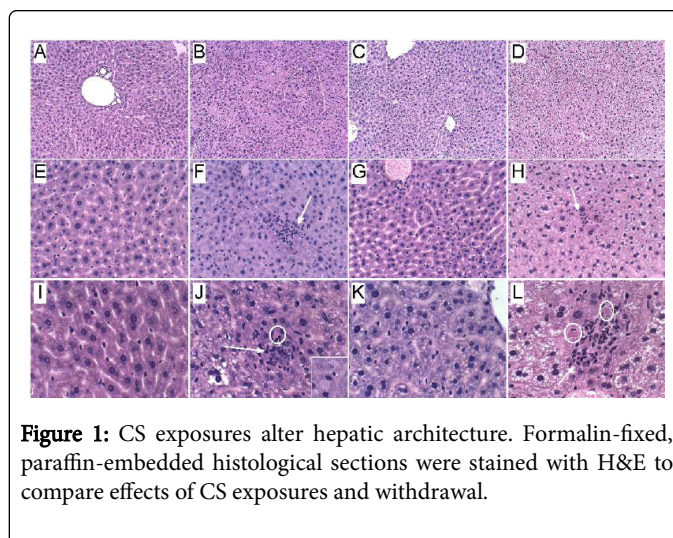 A B C D
E F G H
I J K L
Figure 1: CS exposures alter hepatic architecture. Formalin-fixed,
paraffin-embedded histological sections were stained with H&E to
compare effects of CS exposures and withdrawal.